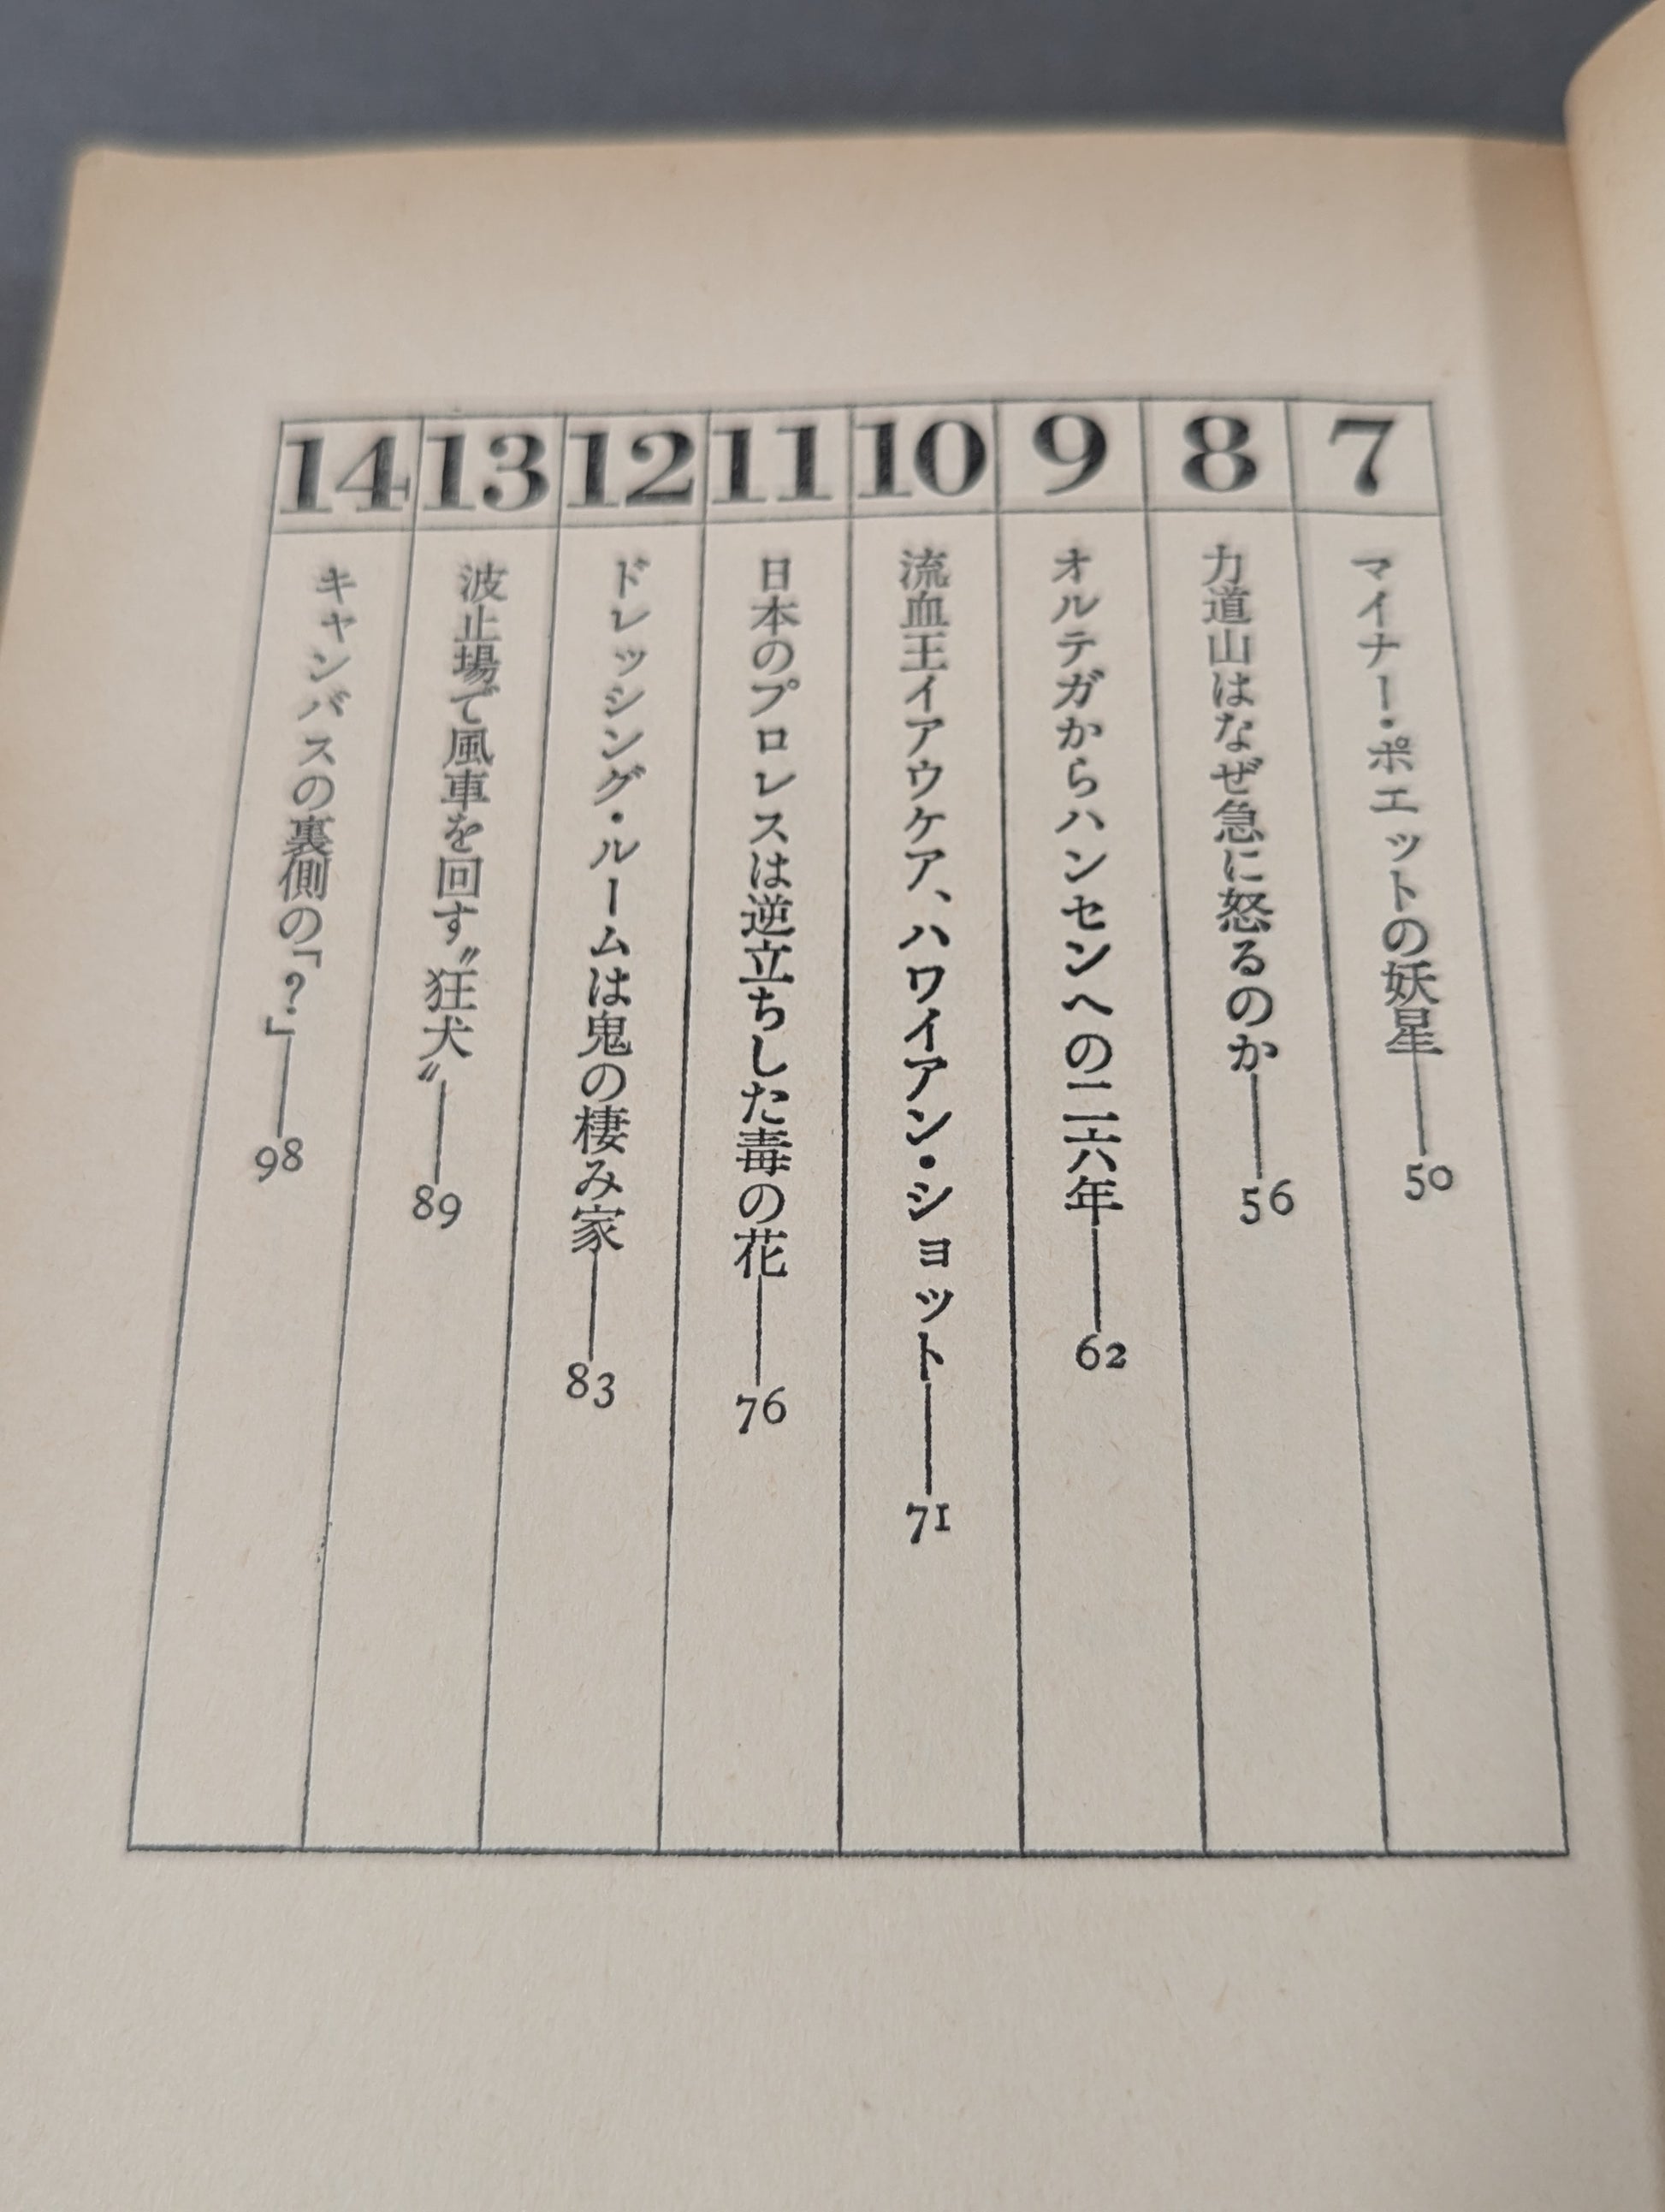 7
マイナー・ポエットの妖星——50
8
力道山はなぜ急に怒るのか——56
9
オルテガからハンセンへの二六年——62
10
流血王イアウケア、ハワイアン・ショット——71
11
日本のプロレスは逆立ちした毒の花——76
12
ドレッシング・ルームは鬼の棲み家——83
13
波止場で風車を回す〝狂犬〟——89
14
キャンバスの裏側の「?」——98